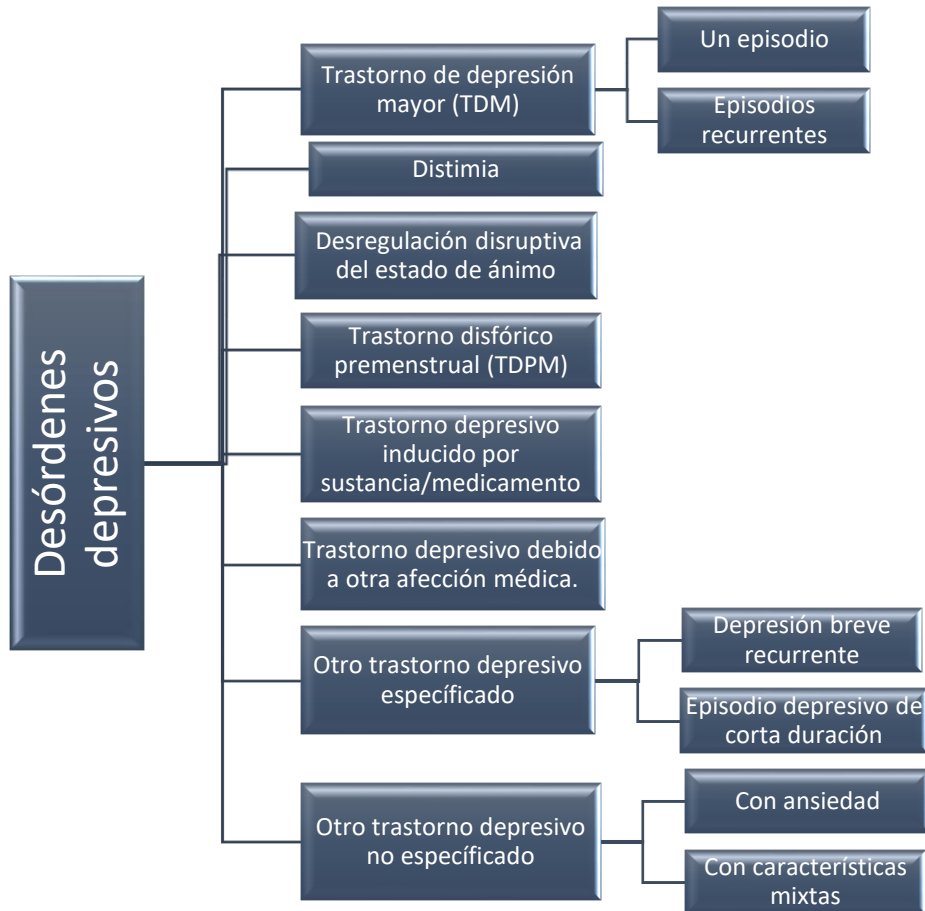 Desórdenes
depresivos
Trastorno de depresión
mayor (TDM)
Un episodio
Episodios
recurrentes
Distimia
Desregulación disruptiva
del estado de ánimo
Trastorno disfórico
premenstrual (TDPM)
Trastorno depresivo
inducido por
sustancia/medicamento
Trastorno depresivo debido
a otra afección médica.
Otro trastorno depresivo
específicado
Depresión breve
recurrente
Episodio depresivo de
corta duración
Otro trastorno depresivo
no específicado
Con ansiedad
Con características
mixtas